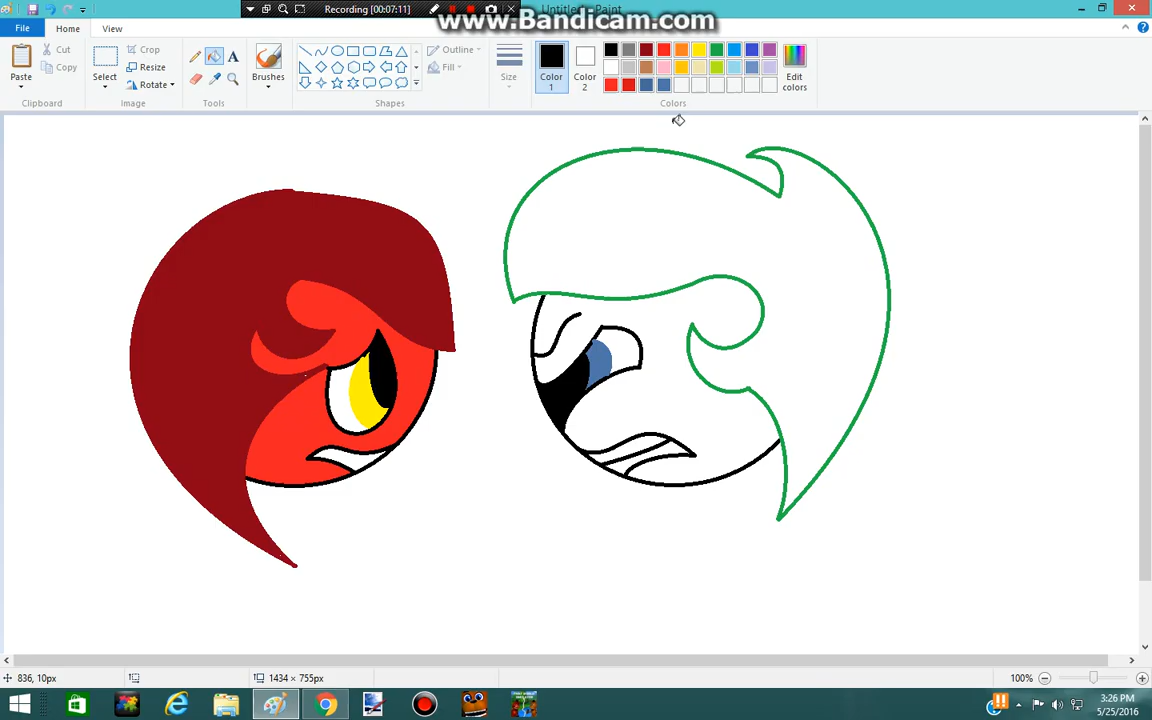 Recording [00:07:11]
Untitled - Paint
www.Bandicam.com
File
Home
View
Paste
Cut
Copy
Clipboard
Select
Crop
Resize
Rotate
Image
Tools
Brushes
Outline
Fill
Shapes
Size
Color 1
Color 2
Edit colors
Colors
836, 10px
1434 × 755px
100%
3:26 PM
5/25/2016